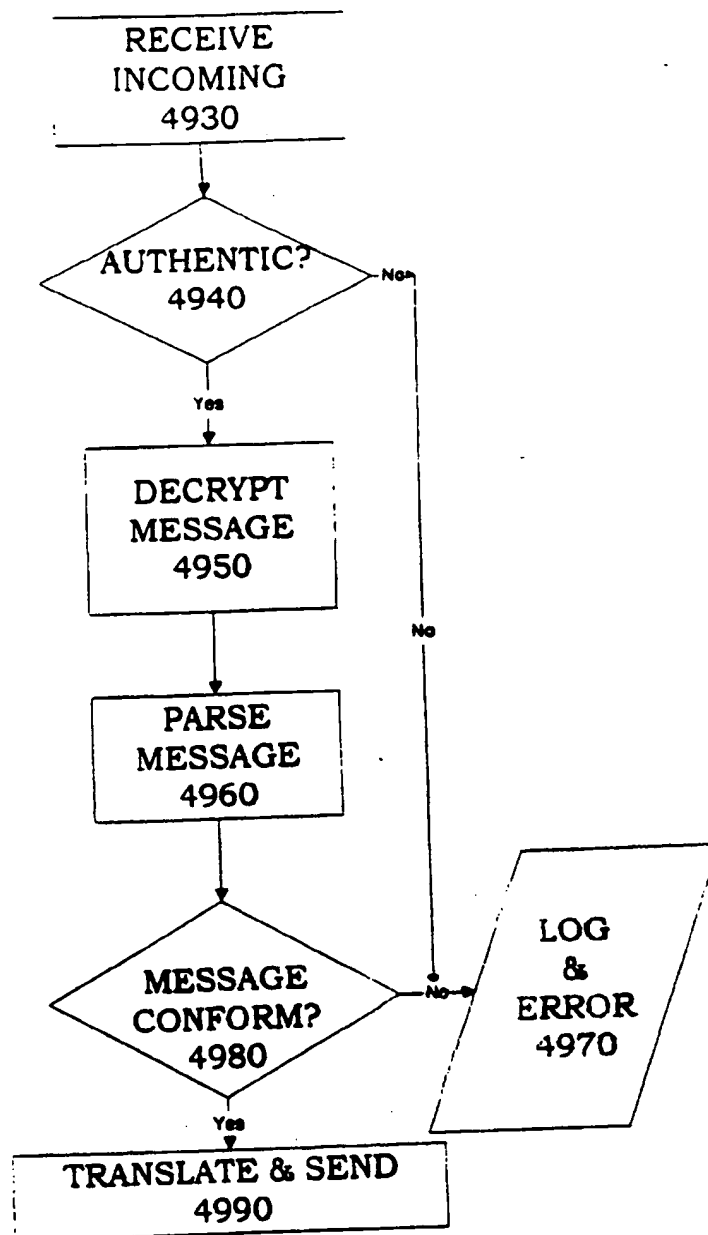 RECEIVE
INCOMING
4930
AUTHENTIC?
4940
No
Yes
DECRYPT
MESSAGE
4950
No
PARSE
MESSAGE
4960
MESSAGE
CONFORM?
4980
No
LOG
&
ERROR
4970
Yes
TRANSLATE & SEND
4990